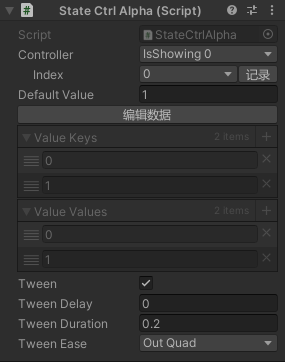 State Ctrl Alpha (Script)
Script StateCtrlAlpha
Controller IsShowing 0
Index 0 记录
Default Value 1
编辑数据
Value Keys 2 items
0
1
Value Values 2 items
0
1
Tween
Tween Delay 0
Tween Duration 0.2
Tween Ease Out Quad